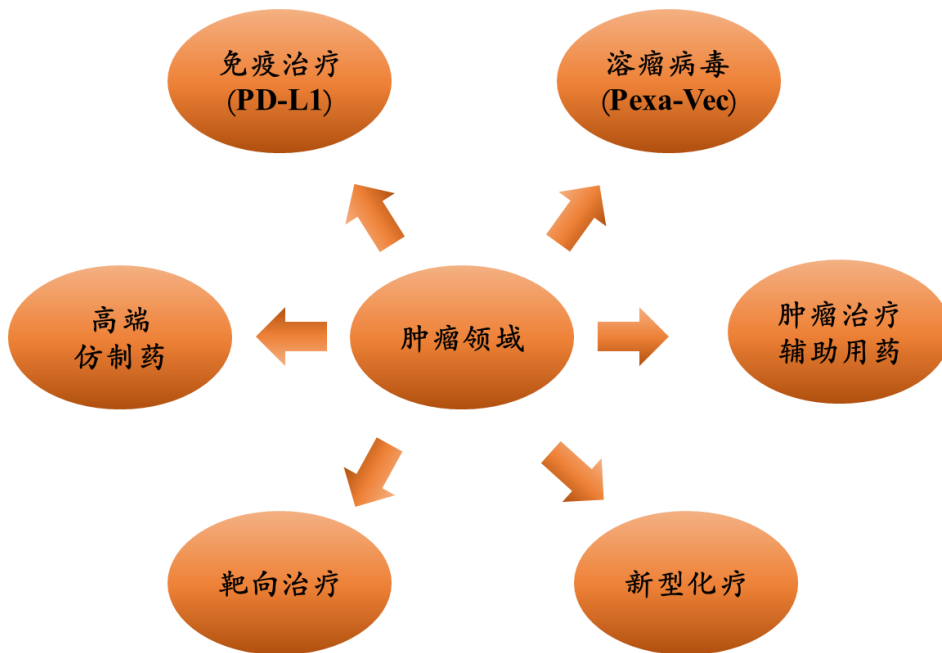 免疫治疗
(PD-L1)
溶瘤病毒
(Pexa-Vec)
高端
仿制药
肿瘤领域
肿瘤治疗
辅助用药
靶向治疗
新型化疗